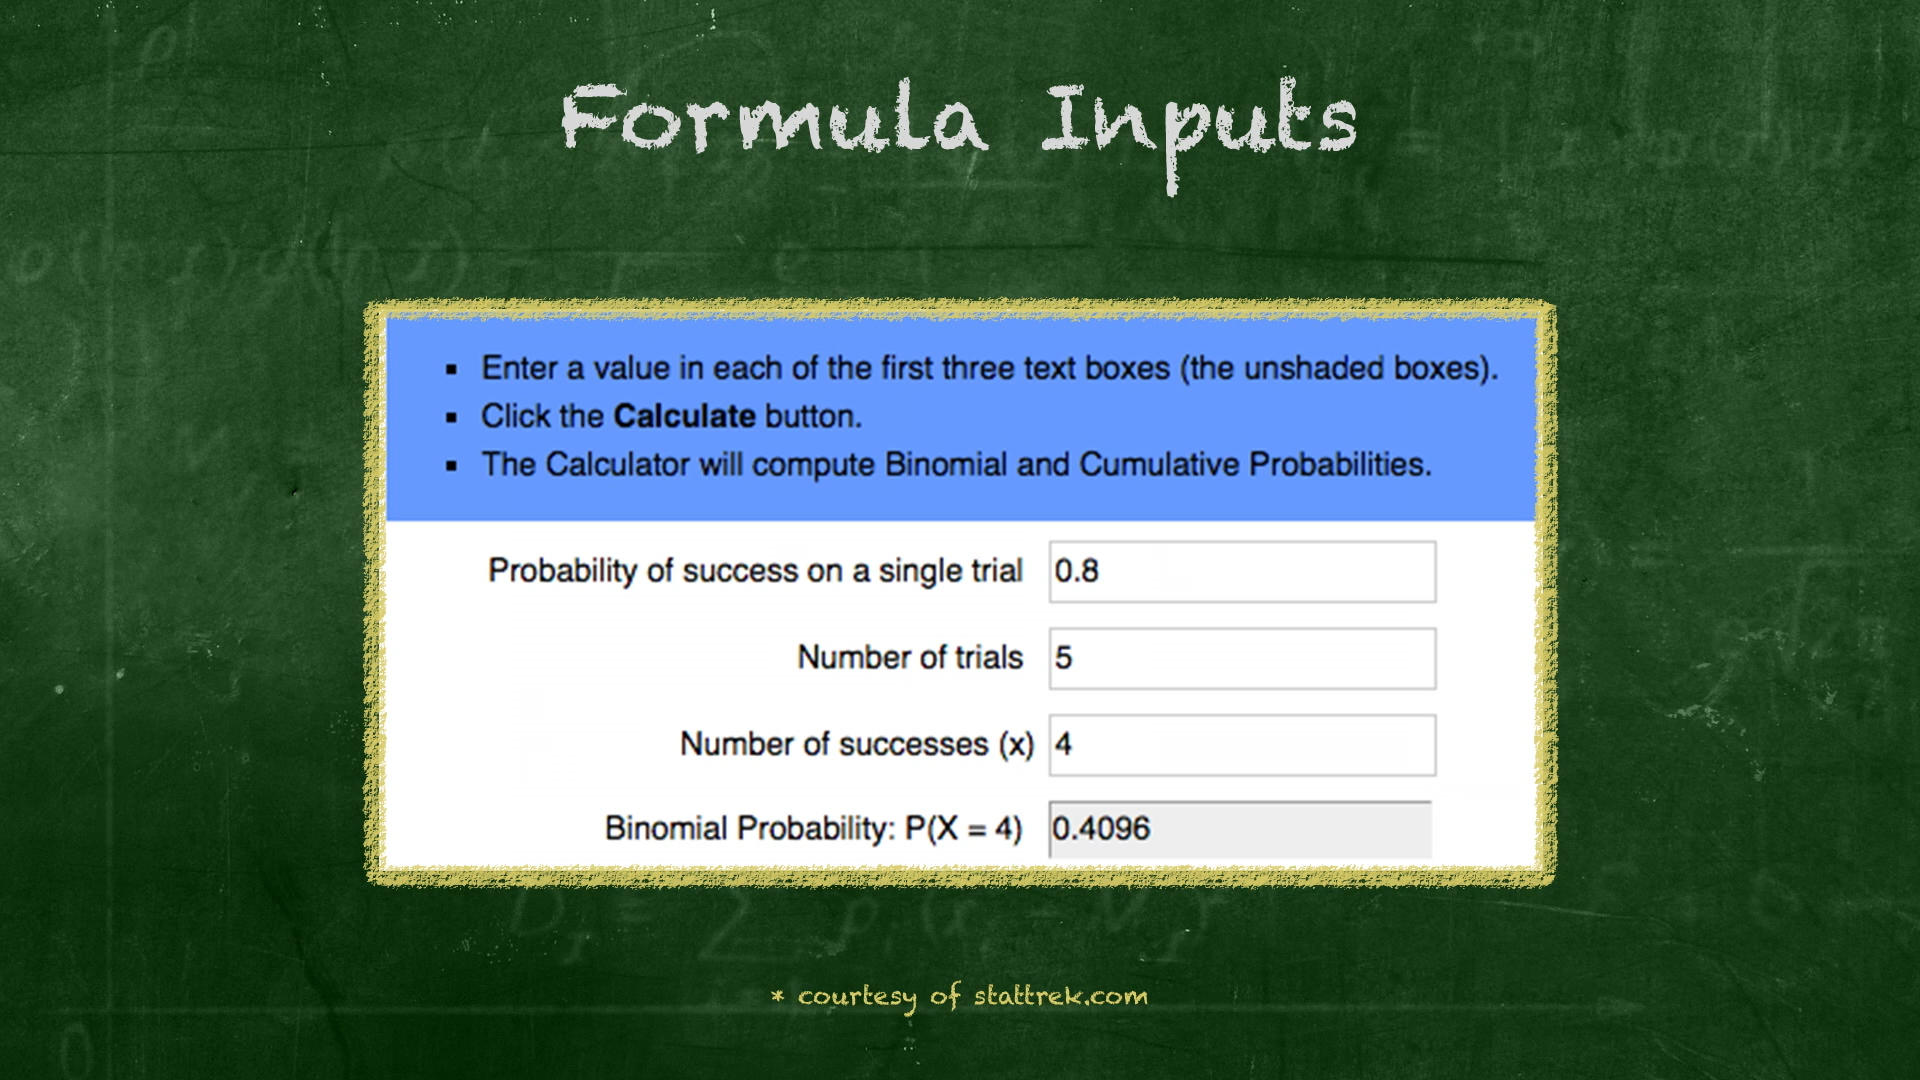 Formula Inputs
▪ Enter a value in each of the first three text boxes (the unshaded boxes).
▪ Click the Calculate button.
▪ The Calculator will compute Binomial and Cumulative Probabilities.
Probability of success on a single trial 0.8
Number of trials 5
Number of successes (x) 4
Binomial Probability: P(X = 4) 0.4096
* courtesy of stattrek.com